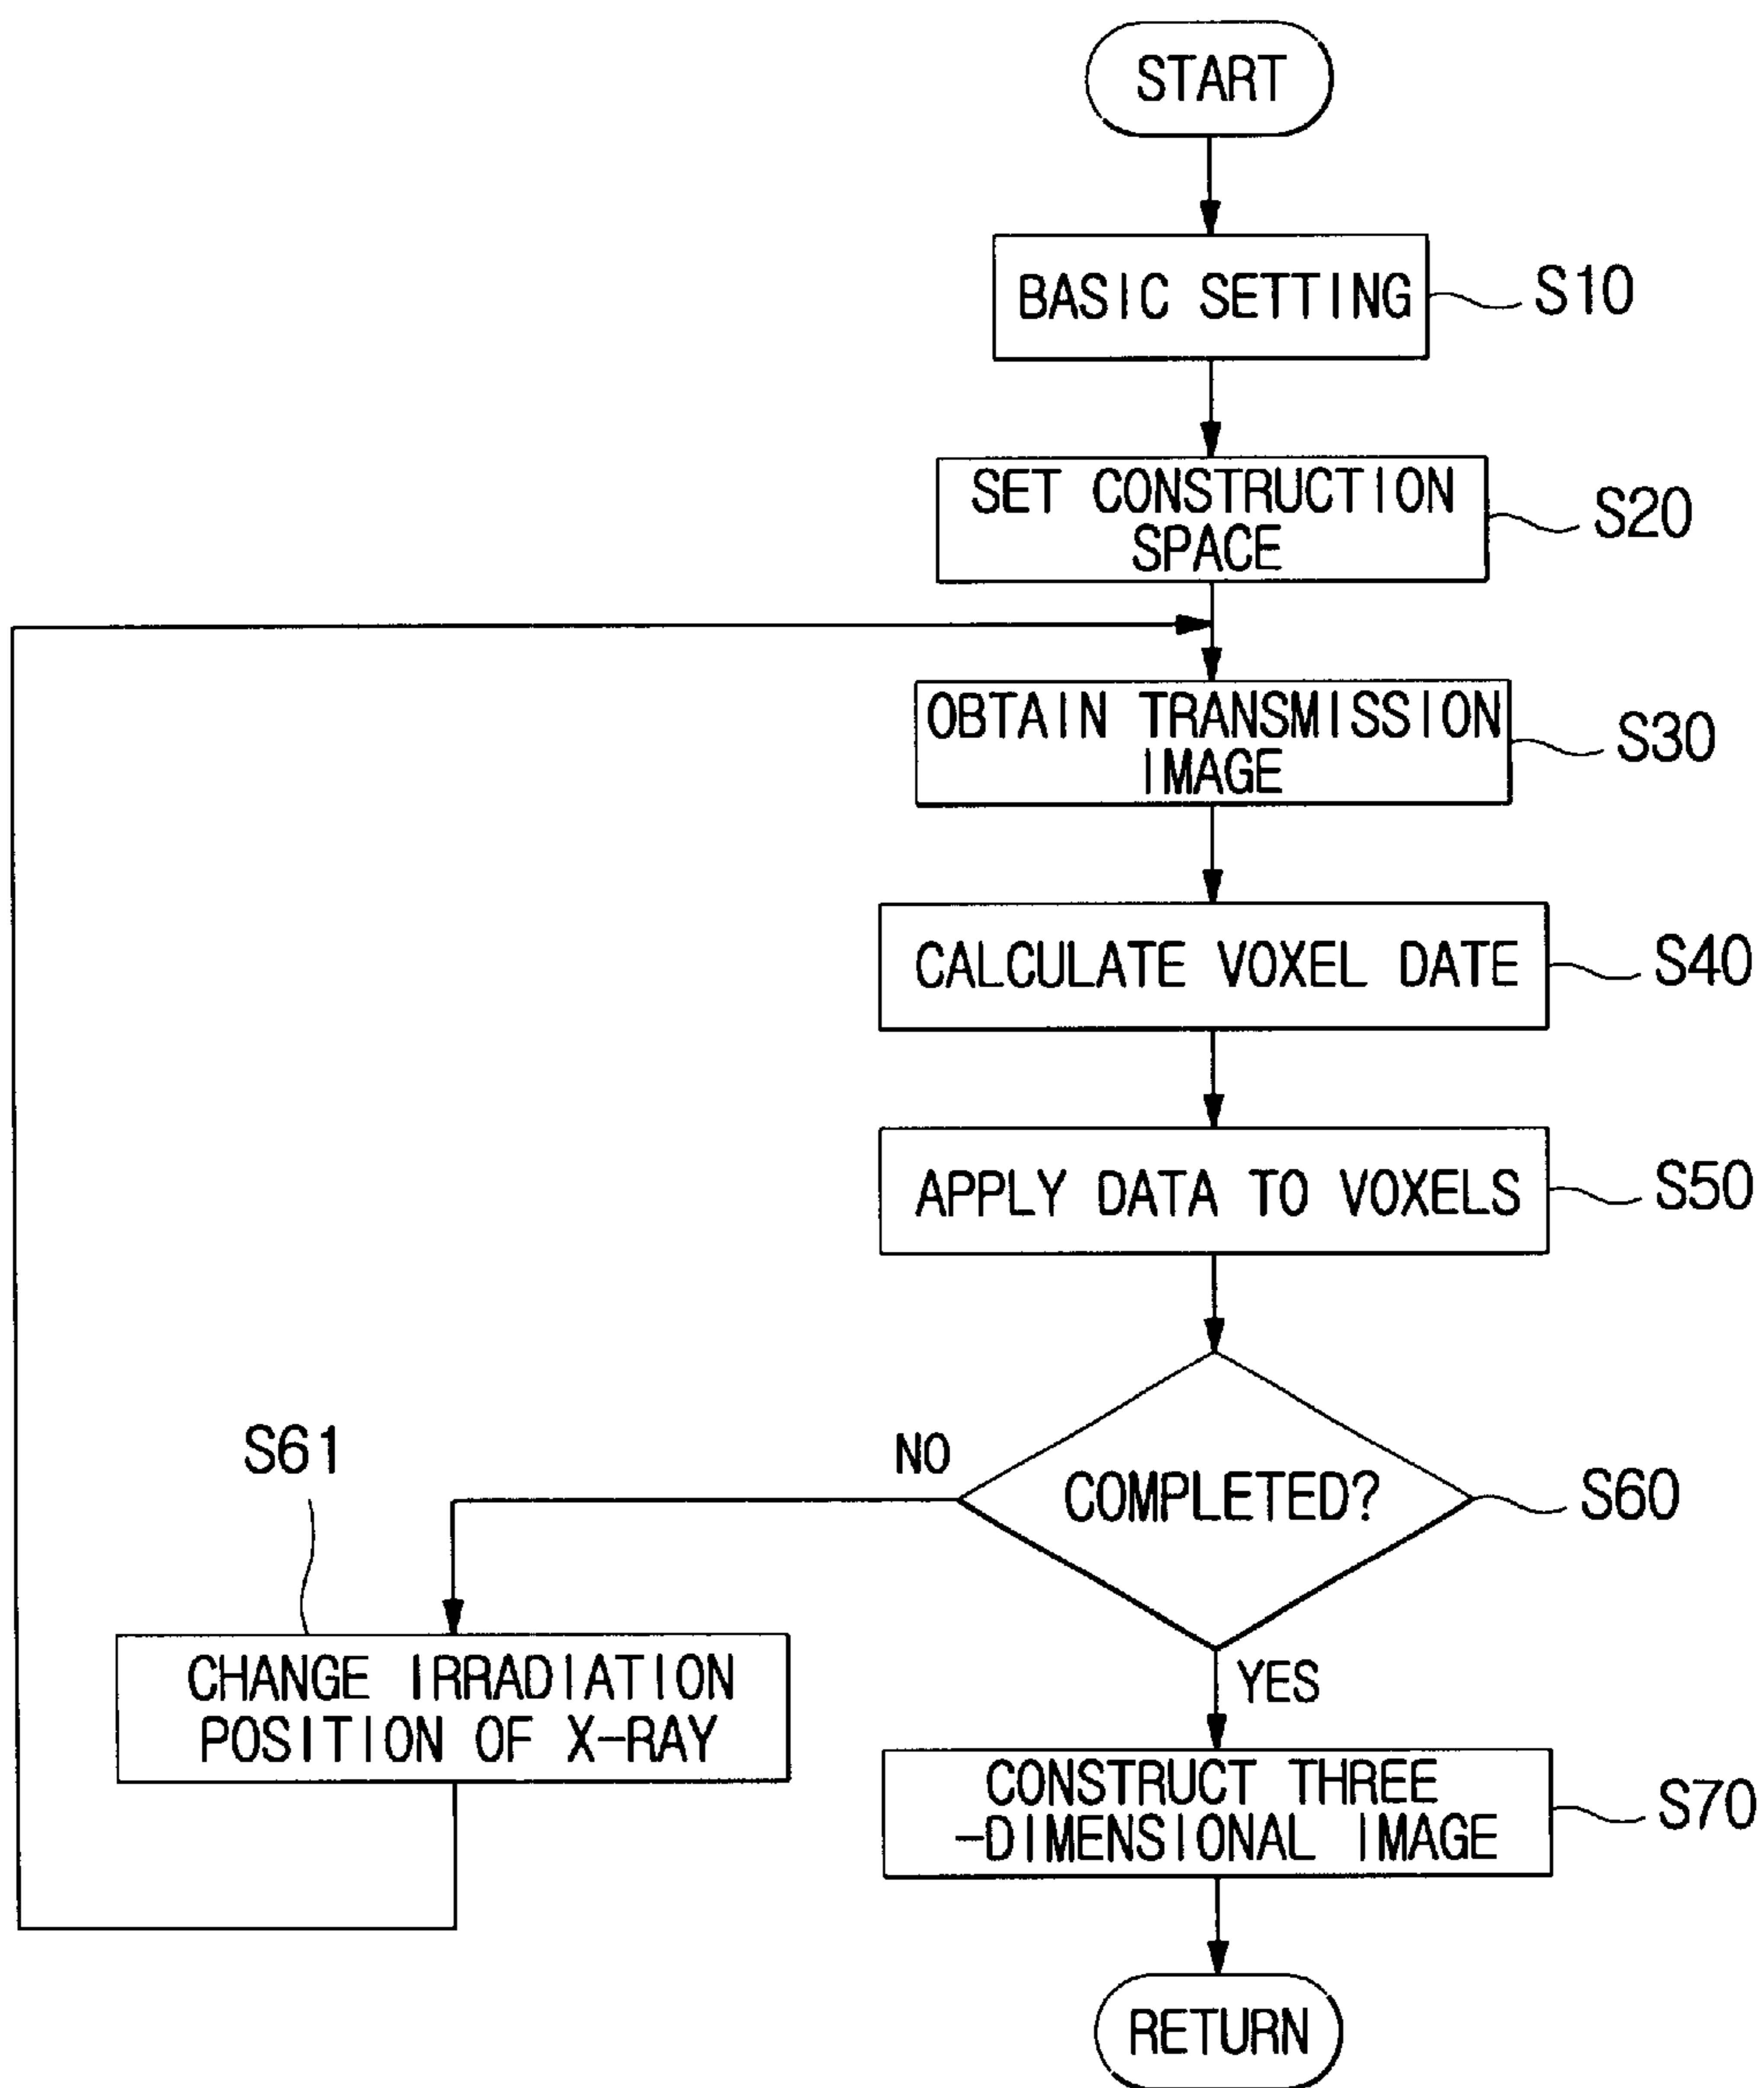 START
BASIC SETTING
S10
SET CONSTRUCTION
SPACE
S20
OBTAIN TRANSMISSION
IMAGE
S30
CALCULATE VOXEL DATE
S40
APPLY DATA TO VOXELS
S50
COMPLETED?
S60
NO
S61
CHANGE IRRADIATION
POSITION OF X-RAY
YES
CONSTRUCT THREE
-DIMENSIONAL IMAGE
S70
RETURN